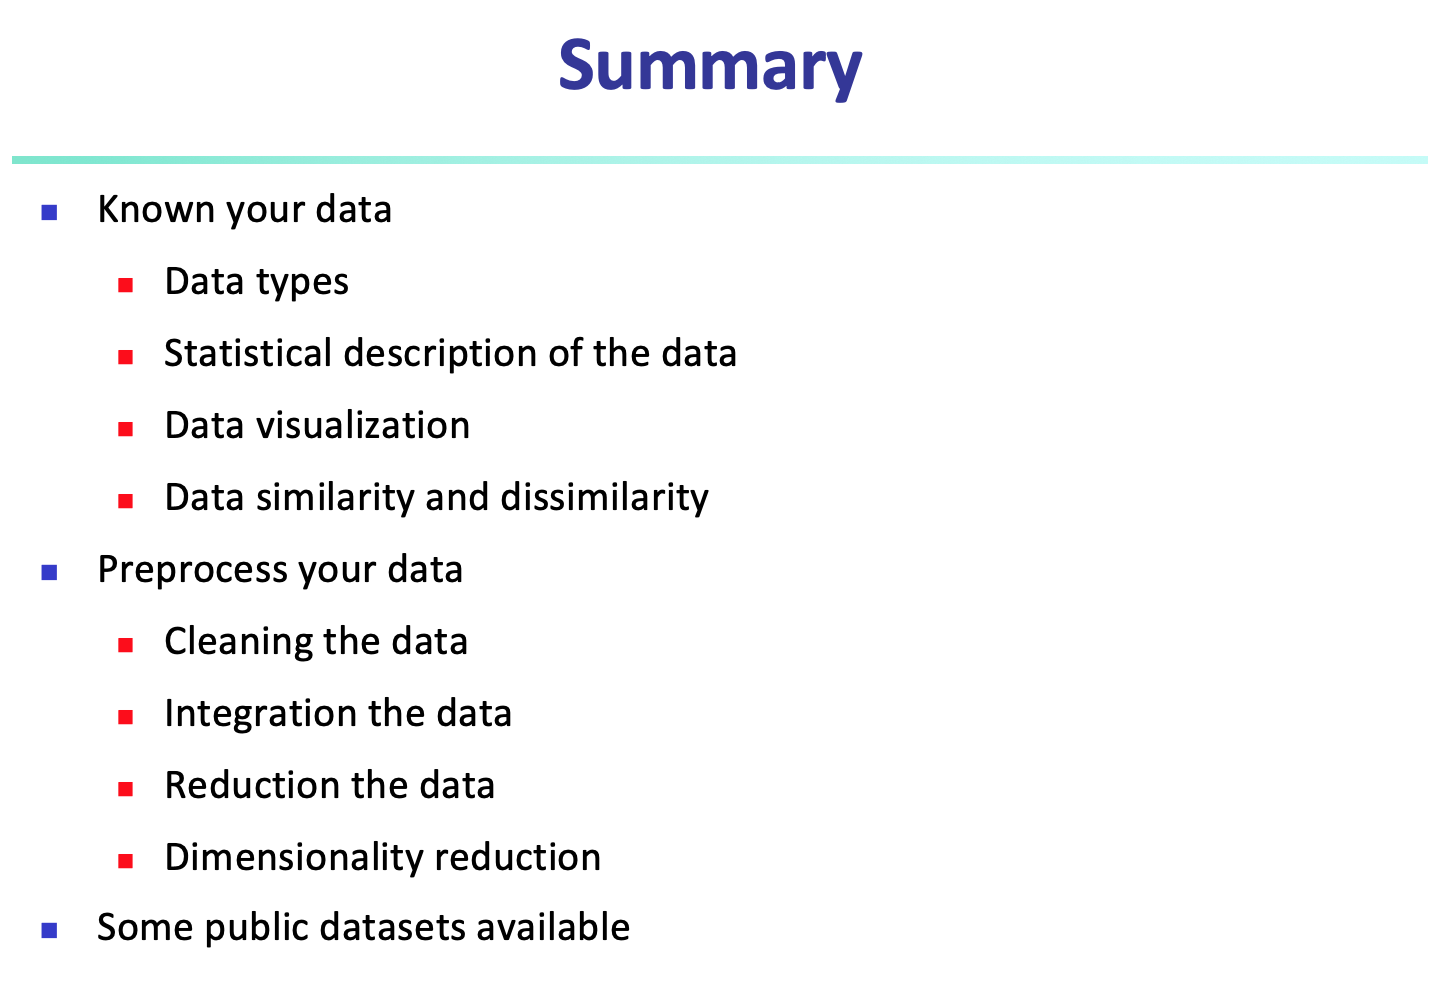 Summary
Known your data
Data types
Statistical description of the data
Data visualization
Data similarity and dissimilarity
Preprocess your data
Cleaning the data
Integration the data
Reduction the data
Dimensionality reduction
Some public datasets available